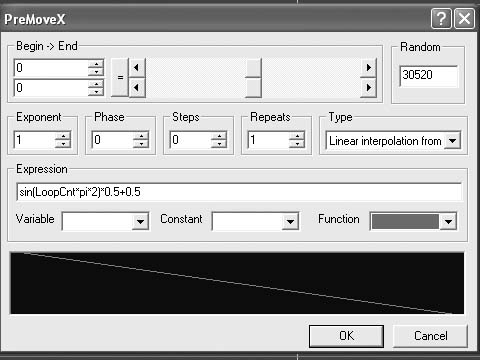 PreMoveX
Begin -> End
Random
0
0
=
30520
Exponent
Phase
Steps
Repeats
Type
1
0
0
1
Linear interpolation from
Expression
sin(LoopCnt*pi*2)*0.5+0.5
Variable
Constant
Function
OK
Cancel